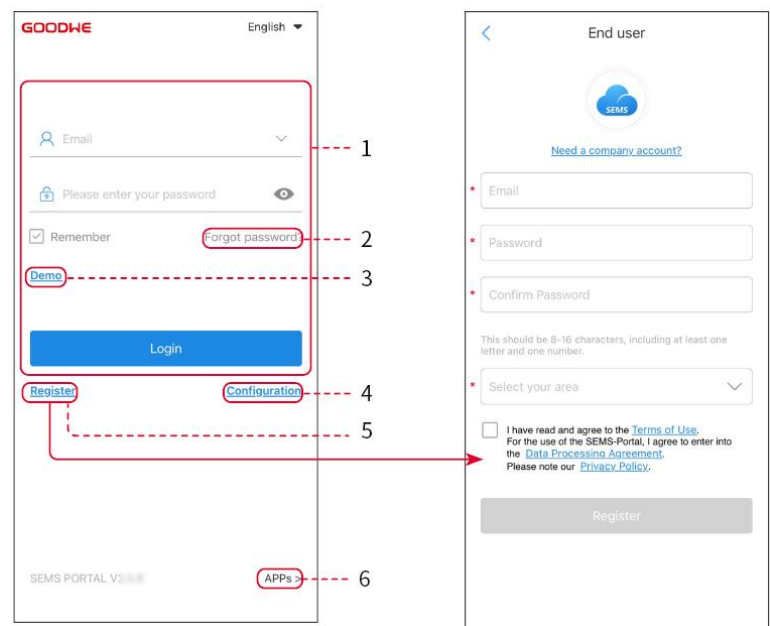 GOODWE
English
Email
1
Please enter your password
Remember
Forgot password?
2
Demo
3
Login
Register
Configuration
4
5
SEMS PORTAL V
APPs >
6
End user
SEMS
Need a company account?
* Email
* Password
* Confirm Password
This should be 8-16 characters, including at least one
letter and one number.
* Select your area
I have read and agree to the Terms of Use.
For the use of the SEMS-Portal, I agree to enter into
the Data Processing Agreement.
Please note our Privacy Policy.
Register